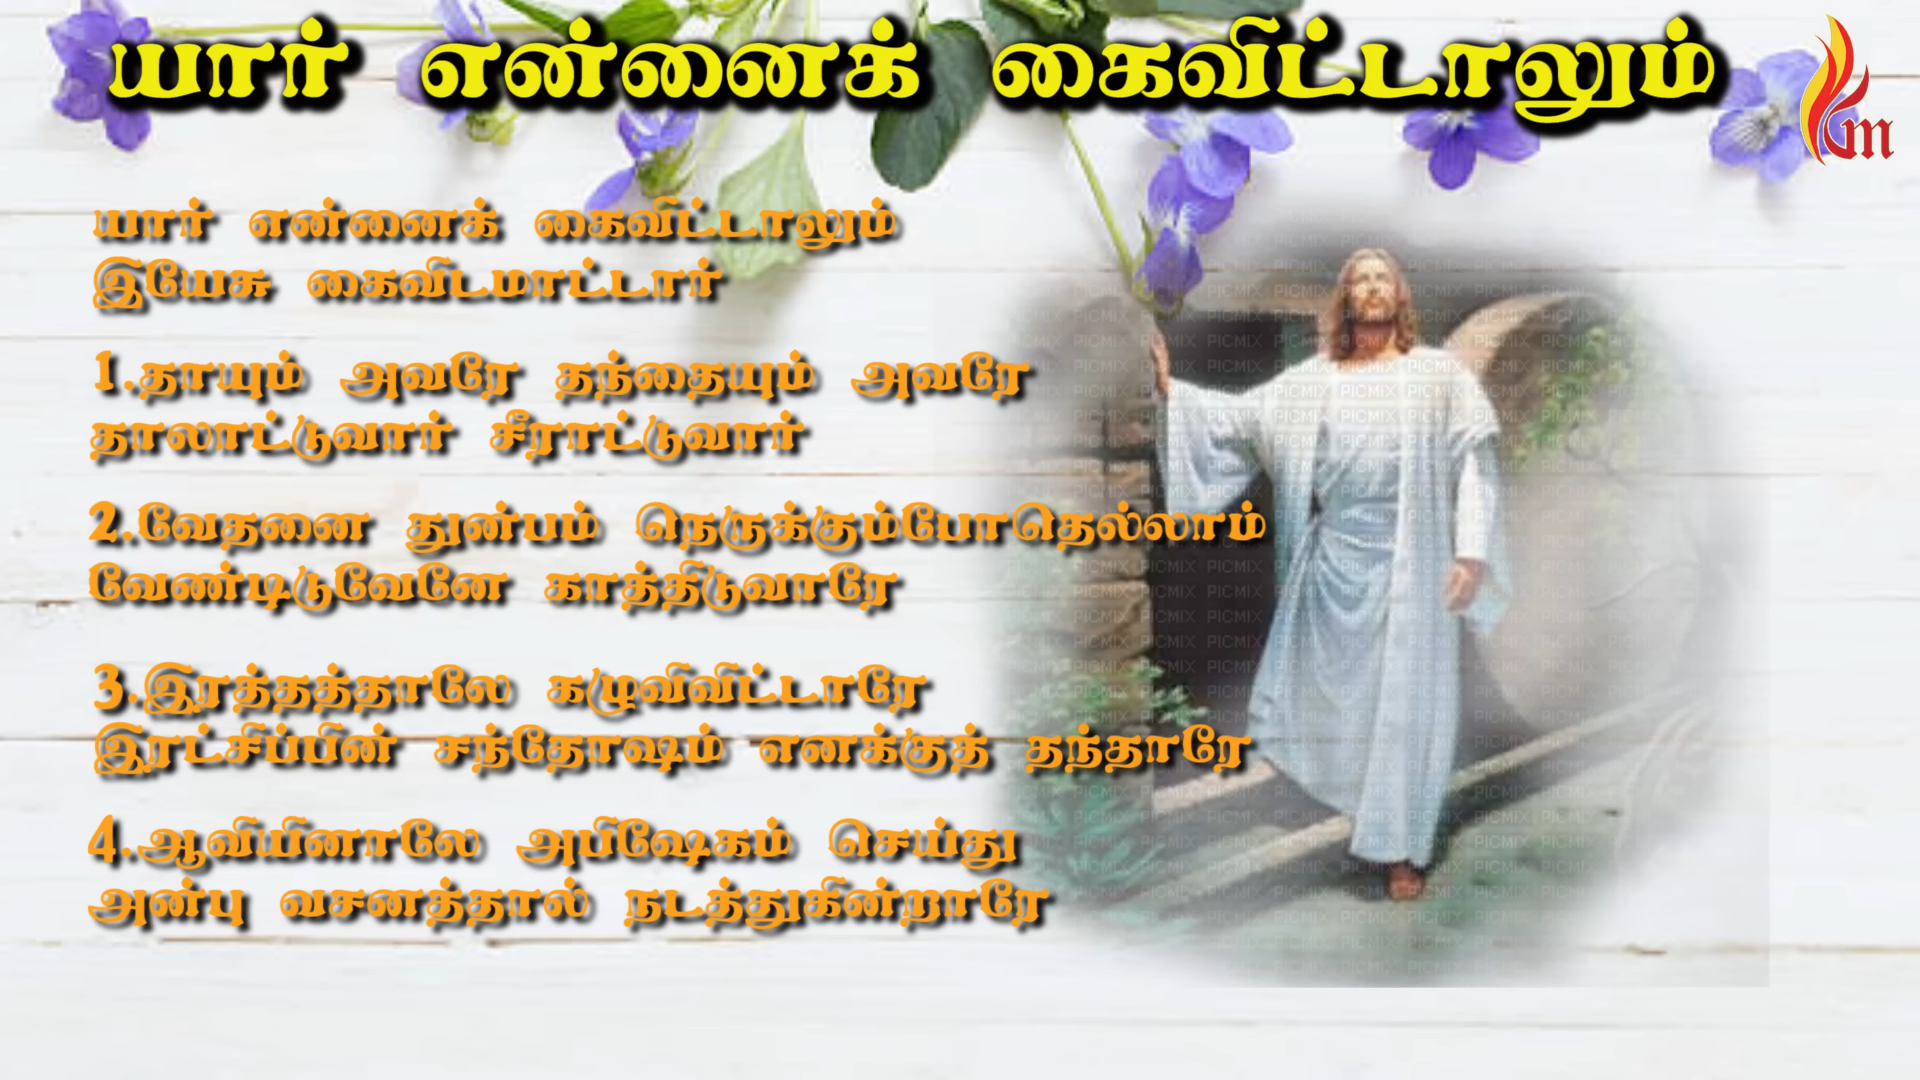 யார் என்னைக் கைவிட்டாலும்
யார் என்னைக் கைவிட்டாலும்
இயேசு கைவிடமாட்டார்
1.தாயும் அவரே தந்தையும் அவரே
தாலாட்டுவார் சீராட்டுவார்
2.வேதனை துன்பம் நெருக்கும்போதெல்லாம்
வேண்டிடுவேனே காத்திடுவாரே
3.இரத்தத்தாலே கழுவிவிட்டாரே
இரட்சிப்பின் சந்தோஷம் எனக்குத் தந்தாரே
4.ஆவியினாலே அபிஷேகம் செய்து
அன்பு வசனத்தால் நடத்துகின்றாரே